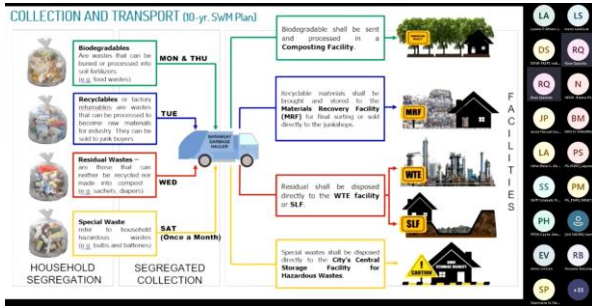 COLLECTION AND TRANSPORT (10-yr. SWM Plan)
Biodegradables
Are wastes that can be
buried or processed into
soil fertilizers
(e.g. food wastes)
MON & THU
Recyclables or factory
returnables are wastes
that can be processed to
become raw materials
for industry. They can be
sold to junk buyers
TUE
Residual Wastes –
are those that can
neither be recycled nor
made into compost
(e.g. sachets, diapers)
WED
Special Waste
refer to household
hazardous wastes
(e.g bulbs and batteries)
SAT
(Once a Month)
HOUSEHOLD
SEGREGATION
SEGREGATED
COLLECTION
BARANGAY
GARBAGE
HAULER
Biodegradable shall be sent
and processed in a
Composting Facility.
Recyclable materials shall be
brought and stored to the
Materials Recovery Facility
(MRF) for final sorting or sold
directly to the junkshops.
Residual shall be disposed
directly to the WTE facility
or SLF.
Special wastes shall be disposed
directly to the City's Central
Storage Facility for
Hazardous Wastes.
MRF
WTE
SLF
CAUTION
FACILITIES
LA
LS
DS
RQ
RQ
N
JP
BM
LA
PS
SS
PM
PH
EV
RB
SP
+33